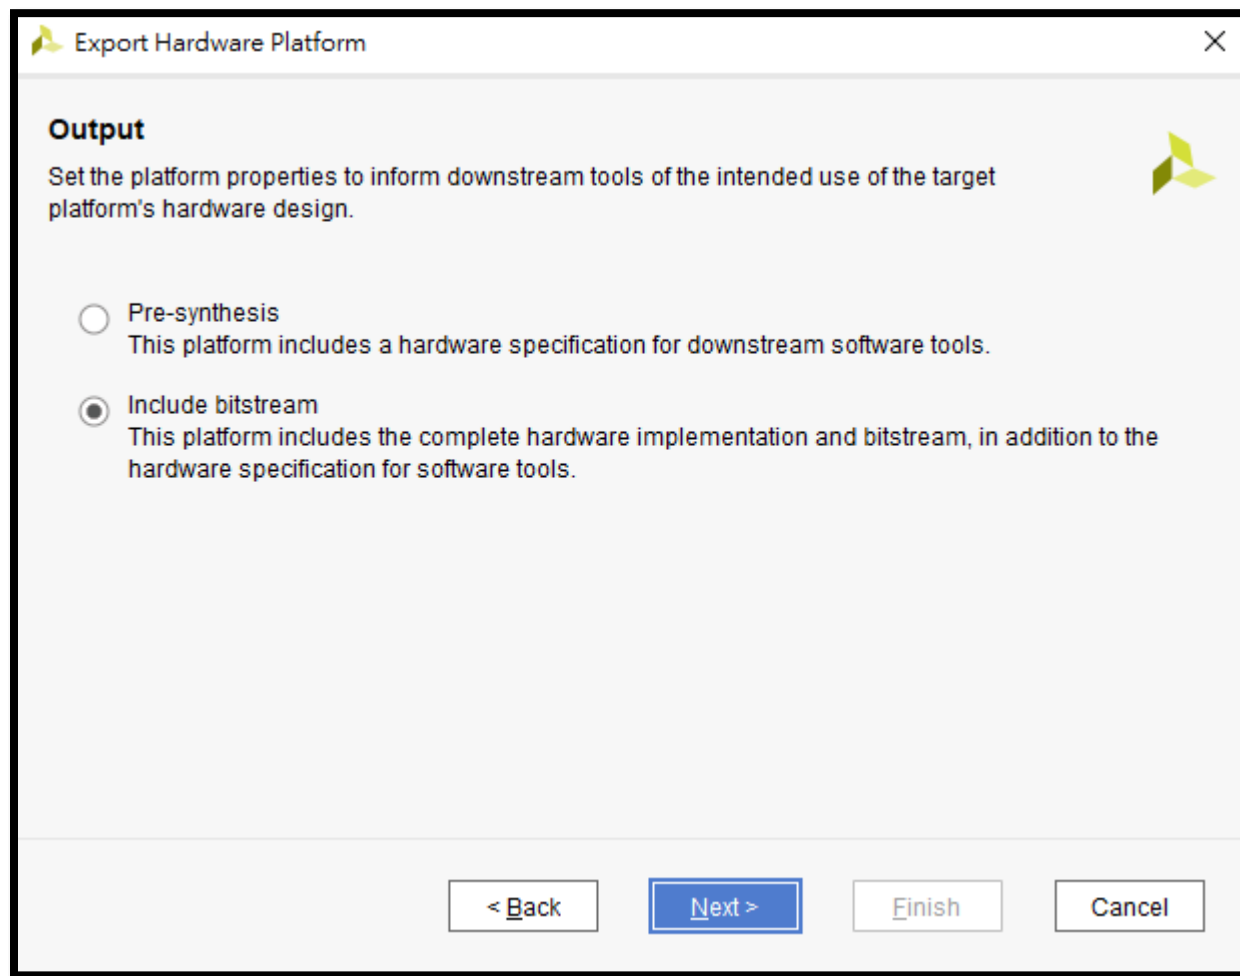 Export Hardware Platform
Output
Set the platform properties to inform downstream tools of the intended use of the target
platform's hardware design.
Pre-synthesis
This platform includes a hardware specification for downstream software tools.
Include bitstream
This platform includes the complete hardware implementation and bitstream, in addition to the
hardware specification for software tools.
< Back
Next >
Finish
Cancel